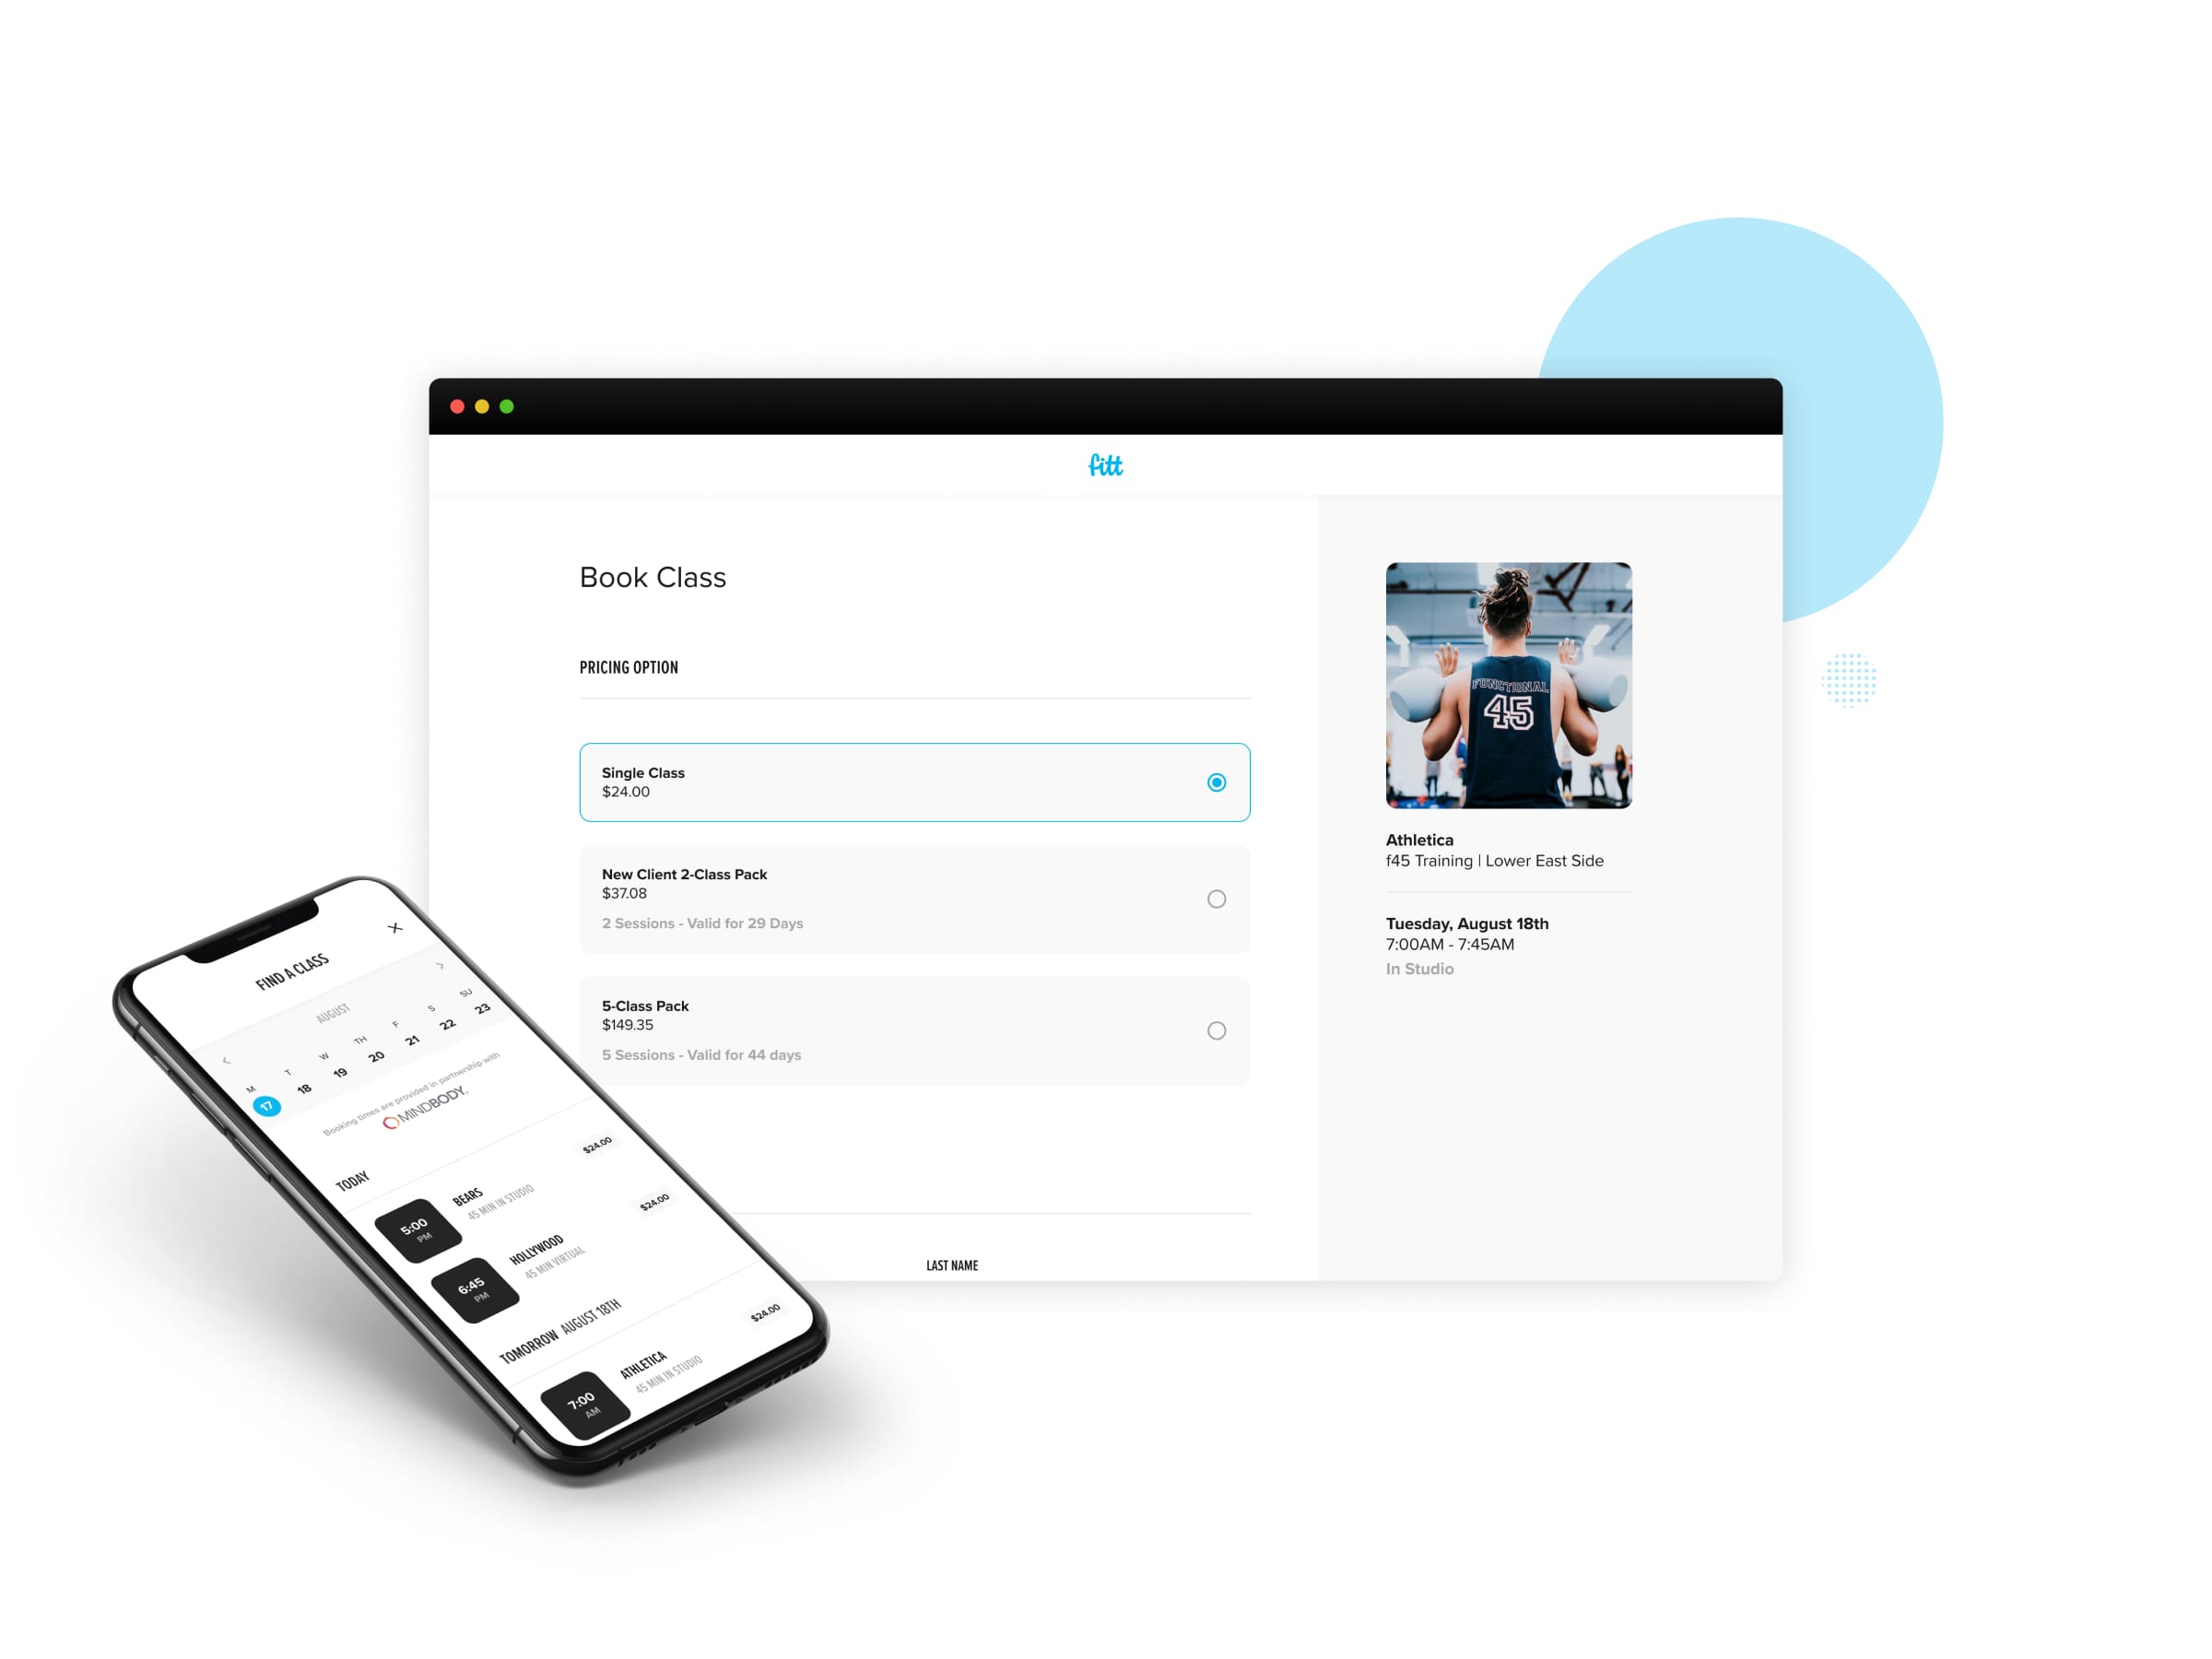 fitt
Book Class
PRICING OPTION
Single Class
$24.00
New Client 2-Class Pack
$37.08
2 Sessions - Valid for 29 Days
5-Class Pack
$149.35
5 Sessions - Valid for 44 days
LAST NAME
FUNCTIONAL
45
Athletica
f45 Training | Lower East Side
Tuesday, August 18th
7:00AM - 7:45AM
In Studio
FIND A CLASS
AUGUST
M T W TH F S SU
17 18 19 20 21 22 23
Booking times are provided in partnership with
MINDBODY.
TODAY
$24.00
5:00 PM
BEARS
45 MIN IN STUDIO
$24.00
6:45 PM
HOLLYWOOD
45 MIN VIRTUAL
TOMORROW AUGUST 18TH
$24.00
7:00 AM
ATHLETICA
45 MIN IN STUDIO